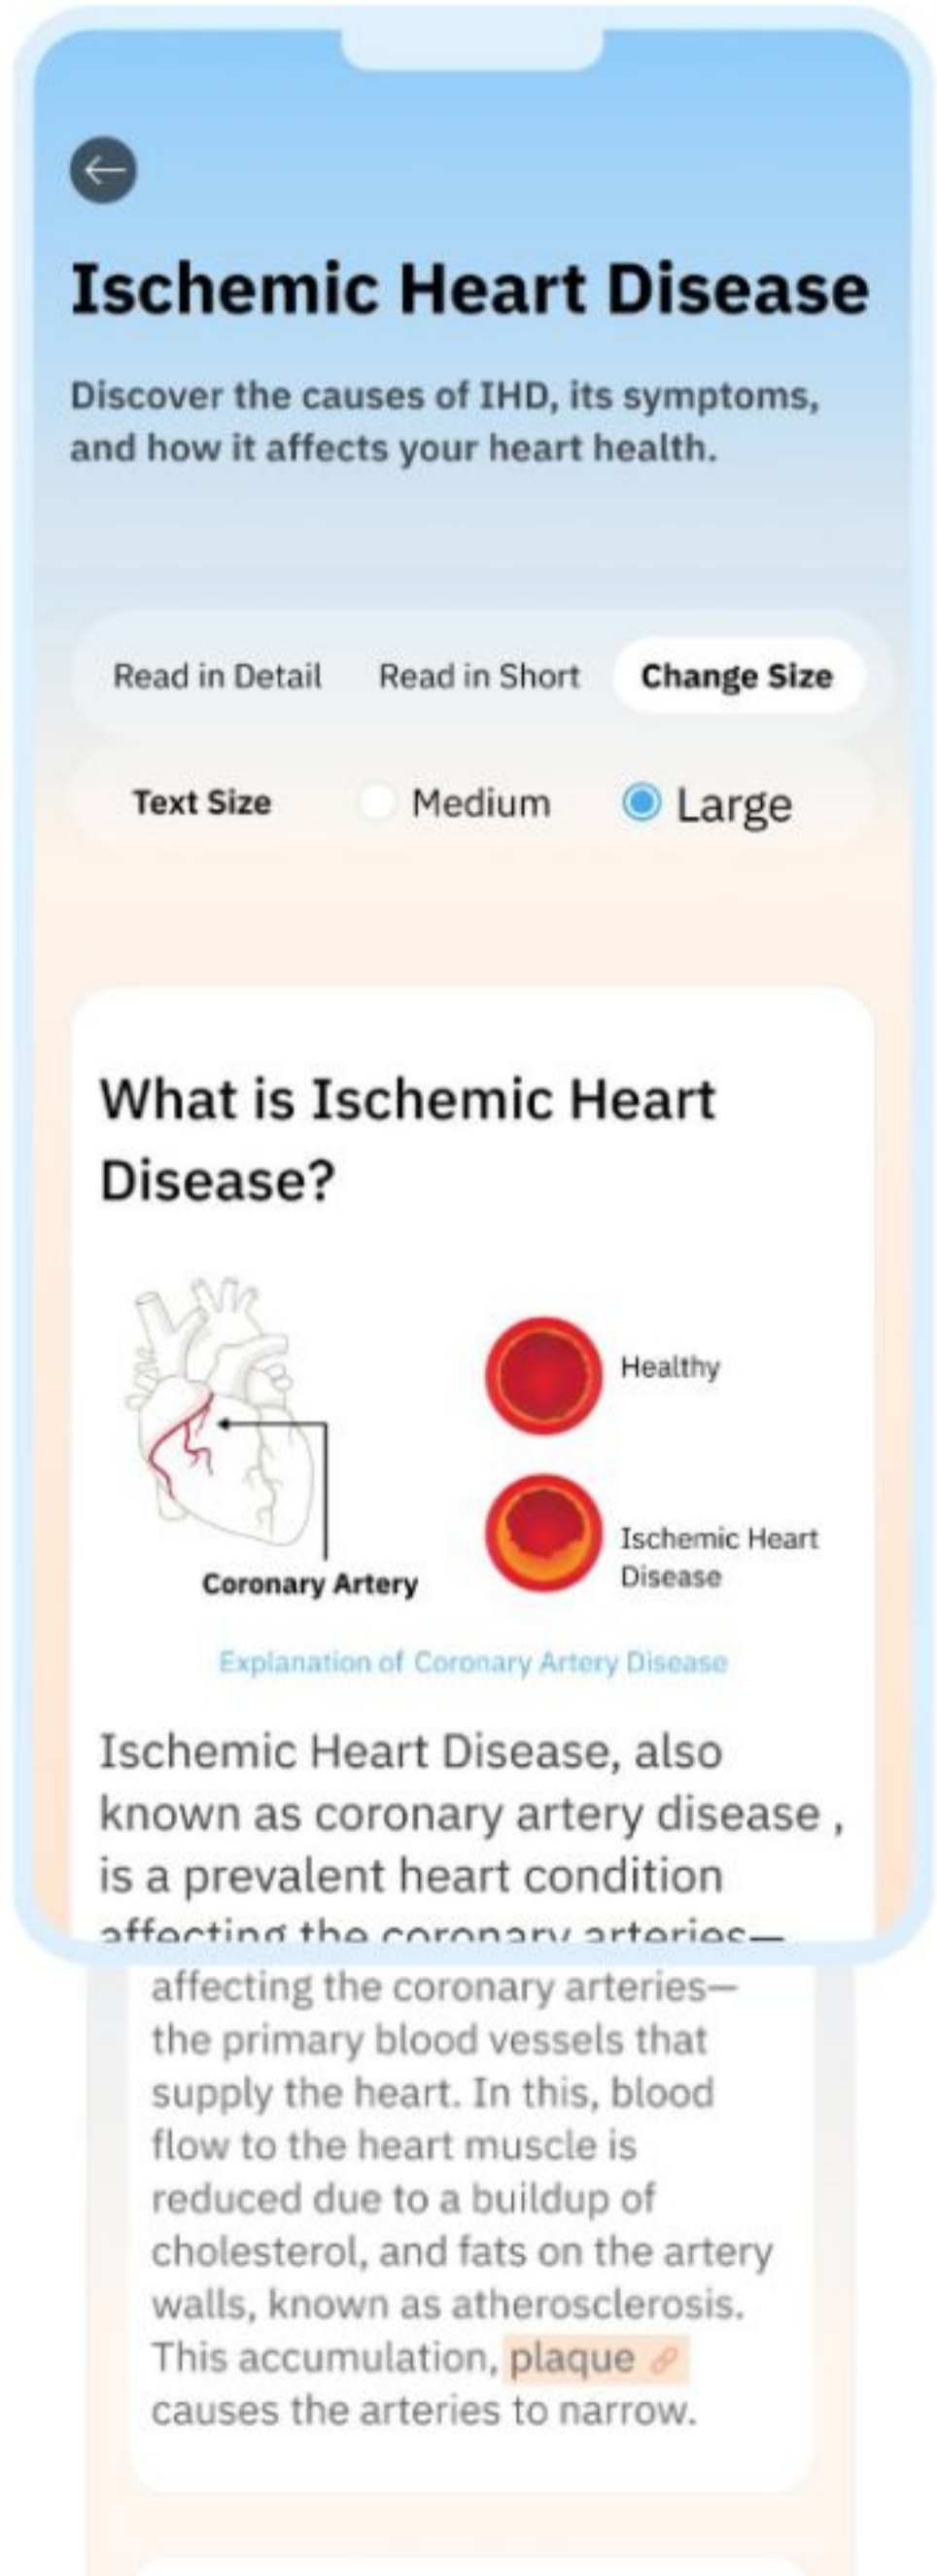 Ischemic Heart Disease
Discover the causes of IHD, its symptoms,
and how it affects your heart health.
Read in Detail Read in Short Change Size
Text Size Medium Large
What is Ischemic Heart
Disease?
Healthy
Ischemic Heart
Disease
Coronary Artery
Explanation of Coronary Artery Disease
Ischemic Heart Disease, also
known as coronary artery disease ,
is a prevalent heart condition
affecting the coronary arteries—
affecting the coronary arteries—
the primary blood vessels that
supply the heart. In this, blood
flow to the heart muscle is
reduced due to a buildup of
cholesterol, and fats on the artery
walls, known as atherosclerosis.
This accumulation, plaque
causes the arteries to narrow.